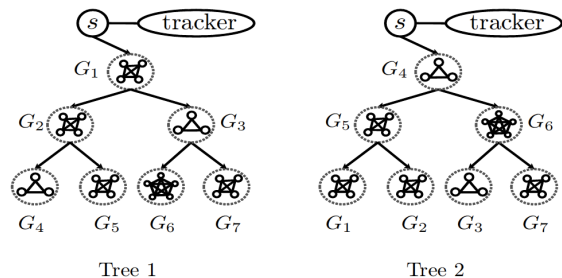 s tracker s tracker
G1 G4
G2 G3 G5 G6
G4 G5 G6 G7 G1 G2 G3 G7
Tree 1 Tree 2